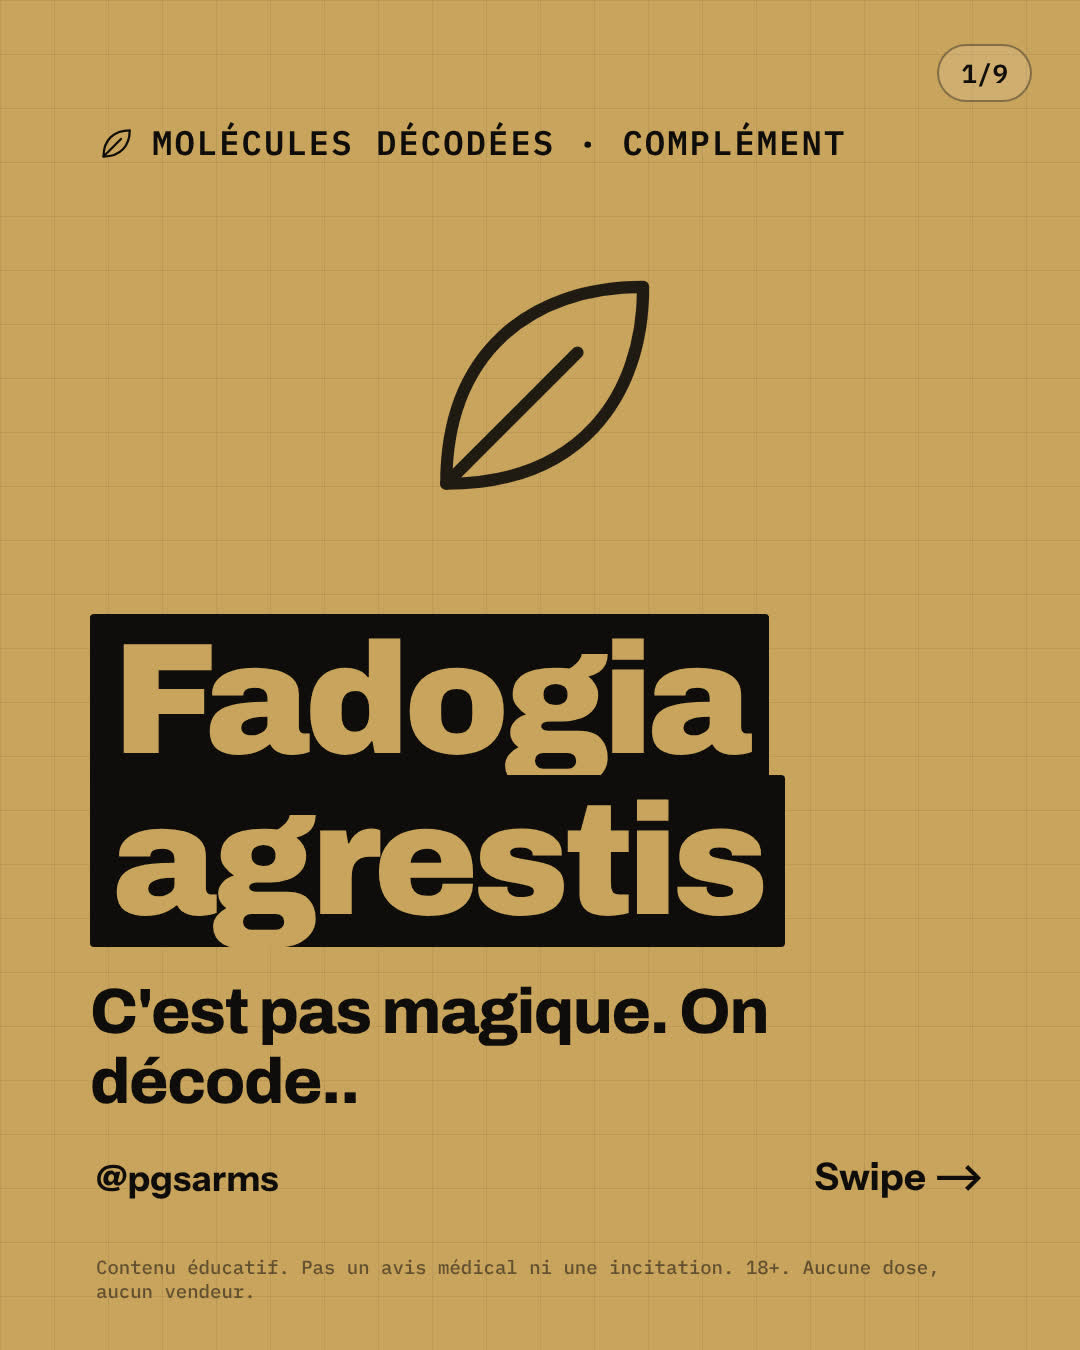 1/9
MOLÉCULES DÉCODÉES · COMPLÉMENT
Fadogia
agrestis
C'est pas magique. On
décode..
@pgsarms
Swipe →
Contenu éducatif. Pas un avis médical ni une incitation. 18+. Aucune dose,
aucun vendeur.